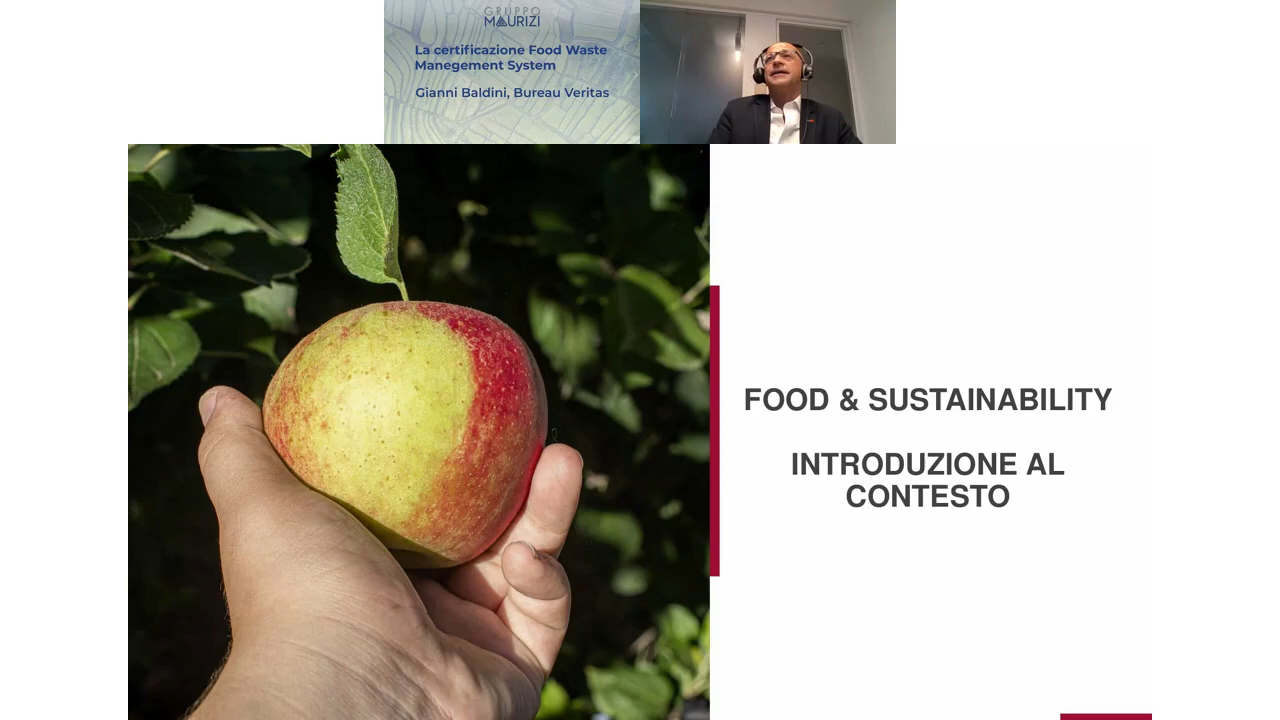 GRUPPO
MAURIZI
La certificazione Food Waste
Manegement System
Gianni Baldini, Bureau Veritas
FOOD & SUSTAINABILITY
INTRODUZIONE AL
CONTESTO